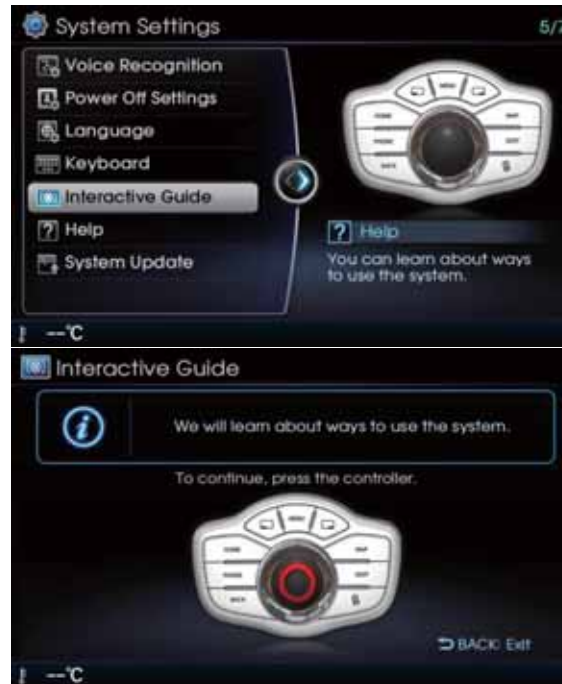 System Settings
5/7
Voice Recognition
Power Off Settings
Language
Keyboard
Interactive Guide
Help
System Update
MENU
? Help
You can learn about ways
to use the system.
--°C
Interactive Guide
We will learn about ways to use the system.
To continue, press the controller.
MENU
BACK: Exit
--°C